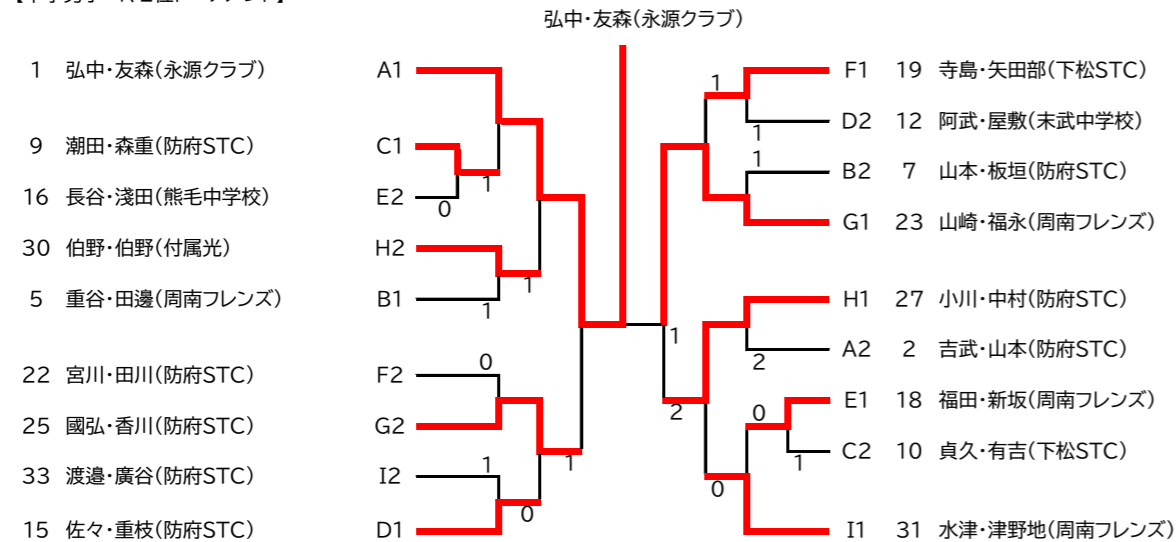 弘中・友森(永源クラブ)
1 弘中・友森(永源クラブ) A1
9 潮田・森重(防府STC) C1
16 長谷・淺田(熊毛中学校) E2
30 伯野・伯野(付属光) H2
5 重谷・田邊(周南フレンズ) B1
22 宮川・田川(防府STC) F2
25 國弘・香川(防府STC) G2
33 渡邉・廣谷(防府STC) I2
15 佐々・重枝(防府STC) D1
1
0
1
1
0
1
0
1
F1 19 寺島・矢田部(下松STC)
D2 12 阿武・屋敷(末武中学校)
B2 7 山本・板垣(防府STC)
G1 23 山崎・福永(周南フレンズ)
H1 27 小川・中村(防府STC)
A2 2 吉武・山本(防府STC)
E1 18 福田・新坂(周南フレンズ)
C2 10 貞久・有吉(下松STC)
I1 31 水津・津野地(周南フレンズ)
1
1
1
1
2
2
0
1
0